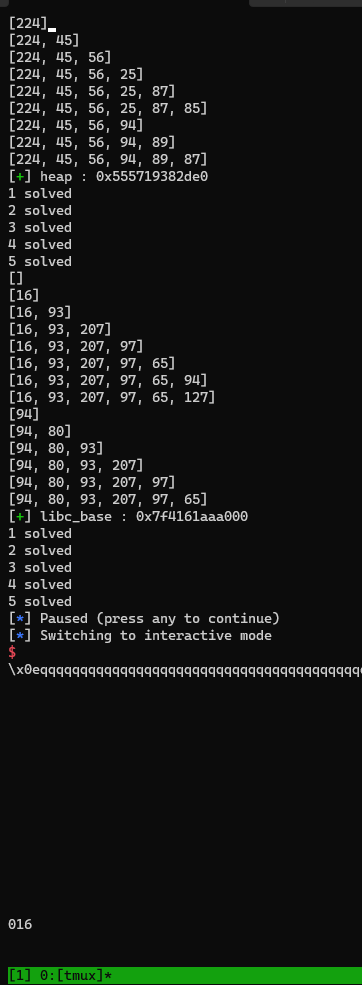 [224]
[224, 45]
[224, 45, 56]
[224, 45, 56, 25]
[224, 45, 56, 25, 87]
[224, 45, 56, 25, 87, 85]
[224, 45, 56, 94]
[224, 45, 56, 94, 89]
[224, 45, 56, 94, 89, 87]
[+] heap : 0x555719382de0
1 solved
2 solved
3 solved
4 solved
5 solved
[]
[16]
[16, 93]
[16, 93, 207]
[16, 93, 207, 97]
[16, 93, 207, 97, 65]
[16, 93, 207, 97, 65, 94]
[16, 93, 207, 97, 65, 127]
[94]
[94, 80]
[94, 80, 93]
[94, 80, 93, 207]
[94, 80, 93, 207, 97]
[94, 80, 93, 207, 97, 65]
[+] libc_base : 0x7f4161aaa000
1 solved
2 solved
3 solved
4 solved
5 solved
[*] Paused (press any to continue)
[*] Switching to interactive mode
$
\x0eqqqqqqqqqqqqqqqqqqqqqqqqqqqqqqqqqqqqqqqq
016
[1] 0:[tmux]*